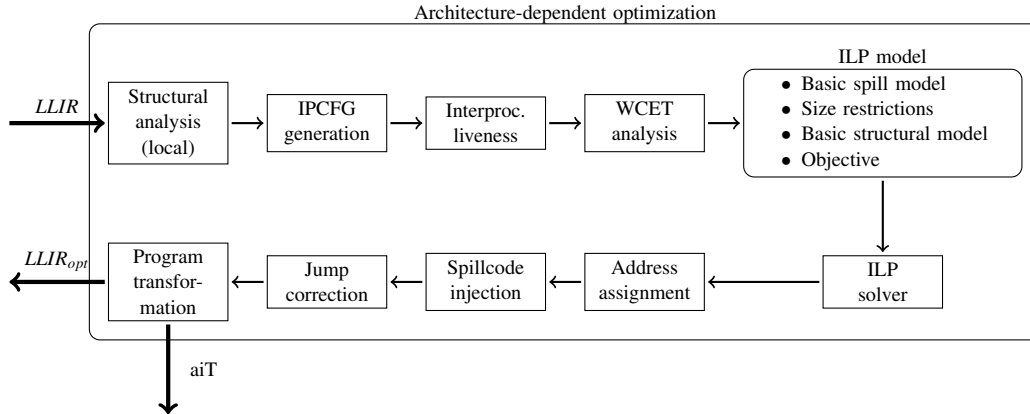 Architecture-dependent optimization
LLIR
Structural
analysis
(local)
IPCFG
generation
Interproc.
liveness
WCET
analysis
ILP model
• Basic spill model
• Size restrictions
• Basic structural model
• Objective
LLIRopt
Program
transfor-
mation
Jump
correction
Spillcode
injection
Address
assignment
ILP
solver
aiT